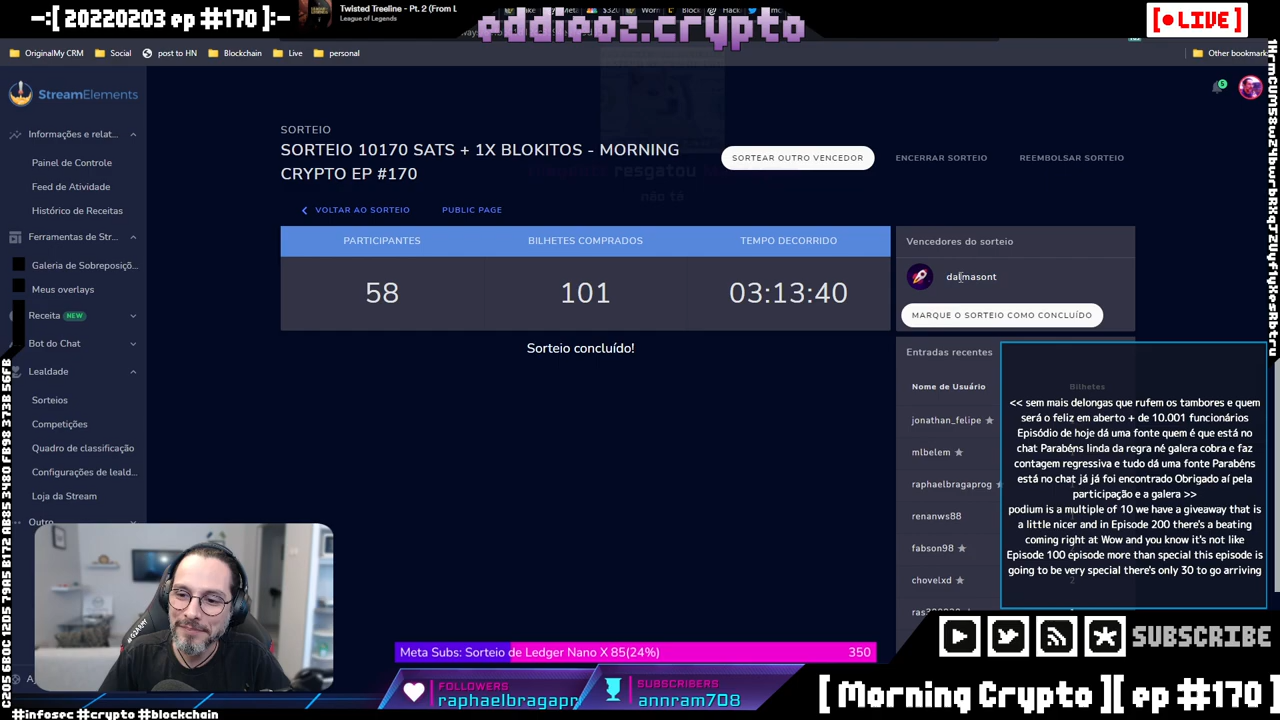 -:[ 20220203 ep #170 ]:-
Twisted Treeline - Pt. 2 (From L
League of Legends
eddieoz.crypto
[• LIVE ]
OriginalMy CRM
Social
post to HN
Blockchain
Live
personal
Other bookmark
StreamElements
5
Informações e relat...
Painel de Controle
Feed de Atividade
Histórico de Receitas
Ferramentas de Str...
Galeria de Sobreposiçõ...
Meus overlays
Receita NEW
Bot do Chat
Lealdade
Sorteios
Competições
Quadro de classificação
Configurações de leald...
Loja da Stream
Outro
SORTEIO
SORTEIO 10170 SATS + 1X BLOKITOS - MORNING
CRYPTO EP #170
SORTEAR OUTRO VENCEDOR
ENCERRAR SORTEIO
REEMBOLSAR SORTEIO
resgatou
não tá
VOLTAR AO SORTEIO
PUBLIC PAGE
PARTICIPANTES
BILHETES COMPRADOS
TEMPO DECORRIDO
58
101
03:13:40
Sorteio concluído!
Vencedores do sorteio
dalmasont
MARQUE O SORTEIO COMO CONCLUÍDO
Entradas recentes
Nome de Usuário
Bilhetes
jonathan_felipe
mlbelem
raphaelbragaprog
renanws88
fabson98
chovelxd
2
<< sem mais delongas que rufem os tambores e quem
será o feliz em aberto + de 10.001 funcionários
Episódio de hoje dá uma fonte quem é que está no
chat Parabéns linda da regra né galera cobra e faz
contagem regressiva e tudo dá uma fonte Parabéns
está no chat já já foi encontrado Obrigado aí pela
participação e a galera >>
podium is a multiple of 10 we have a giveaway that is
a little nicer and in Episode 200 there's a beating
coming right at Wow and you know it's not like
Episode 100 episode more than special this episode is
going to be very special there's only 30 to go arriving
SUBSCRIBE
Meta Subs: Sorteio de Ledger Nano X 85(24%)
350
FOLLOWERS
raphaelbragapr
SUBSCRIBERS
annram708
[ Morning Crypto ][ ep #170 ]
#infosec #crypto #blockchain